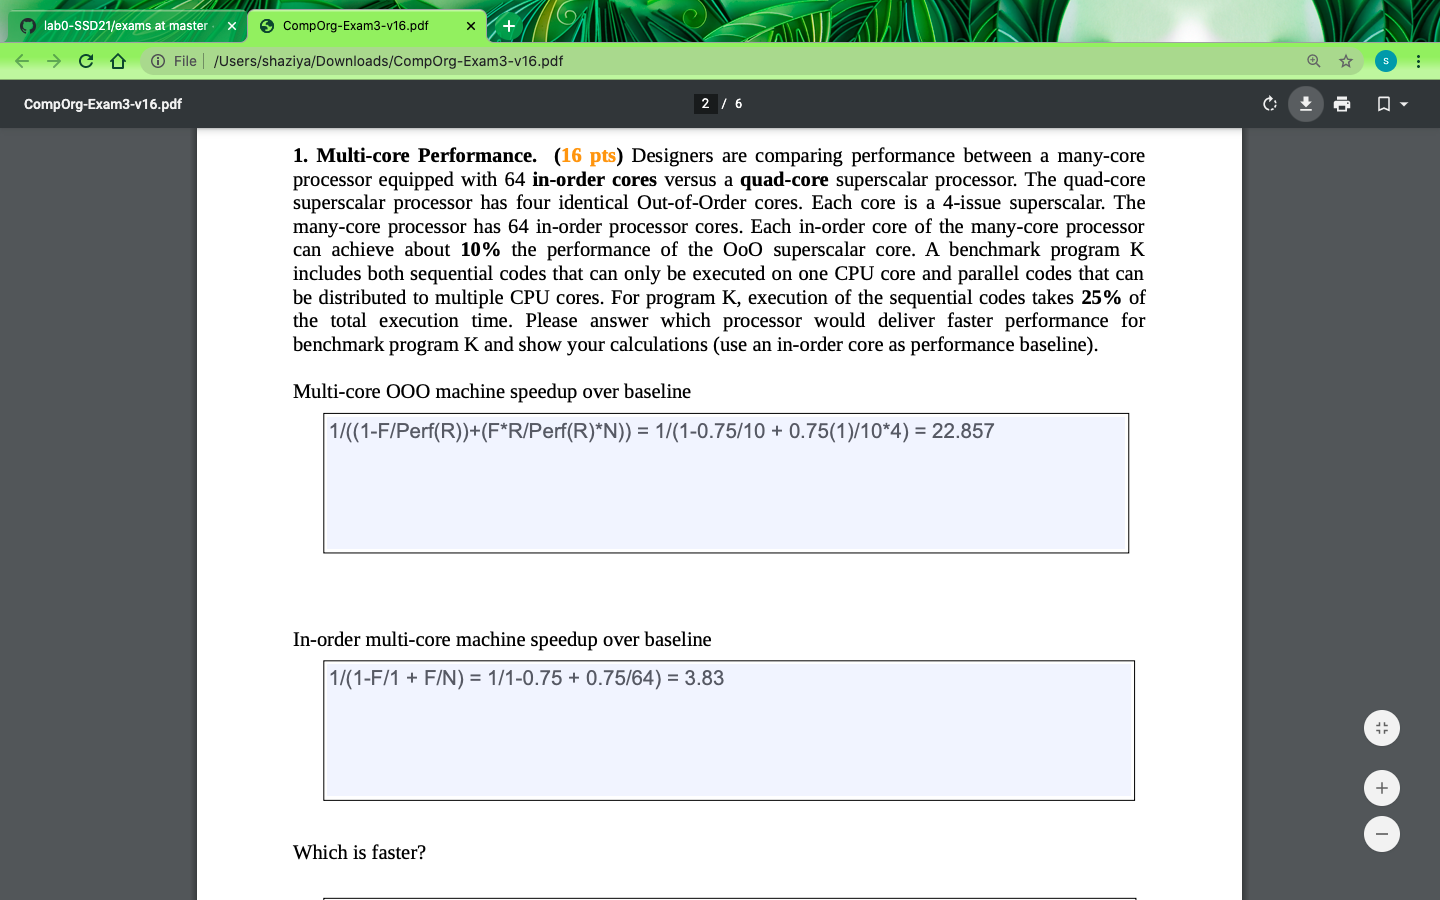 lab0-SSD21/exams at master
CompOrg-Exam3-v16.pdf
File
/Users/shaziya/Downloads/CompOrg-Exam3-v16.pdf
S
CompOrg-Exam3-v16.pdf
2 / 6
1. Multi-core Performance. (16 pts) Designers are comparing performance between a many-core
processor equipped with 64 in-order cores versus a quad-core superscalar processor. The quad-core
superscalar processor has four identical Out-of-Order cores. Each core is a 4-issue superscalar. The
many-core processor has 64 in-order processor cores. Each in-order core of the many-core processor
can achieve about 10% the performance of the OoO superscalar core. A benchmark program K
includes both sequential codes that can only be executed on one CPU core and parallel codes that can
be distributed to multiple CPU cores. For program K, execution of the sequential codes takes 25% of
the total execution time. Please answer which processor would deliver faster performance for
benchmark program K and show your calculations (use an in-order core as performance baseline).
Multi-core OOO machine speedup over baseline
1/((1-F/Perf(R))+(F*R/Perf(R)*N)) = 1/(1-0.75/10 + 0.75(1)/10*4) = 22.857
In-order multi-core machine speedup over baseline
1/(1-F/1 + F/N) = 1/1-0.75 + 0.75/64) = 3.83
Which is faster?